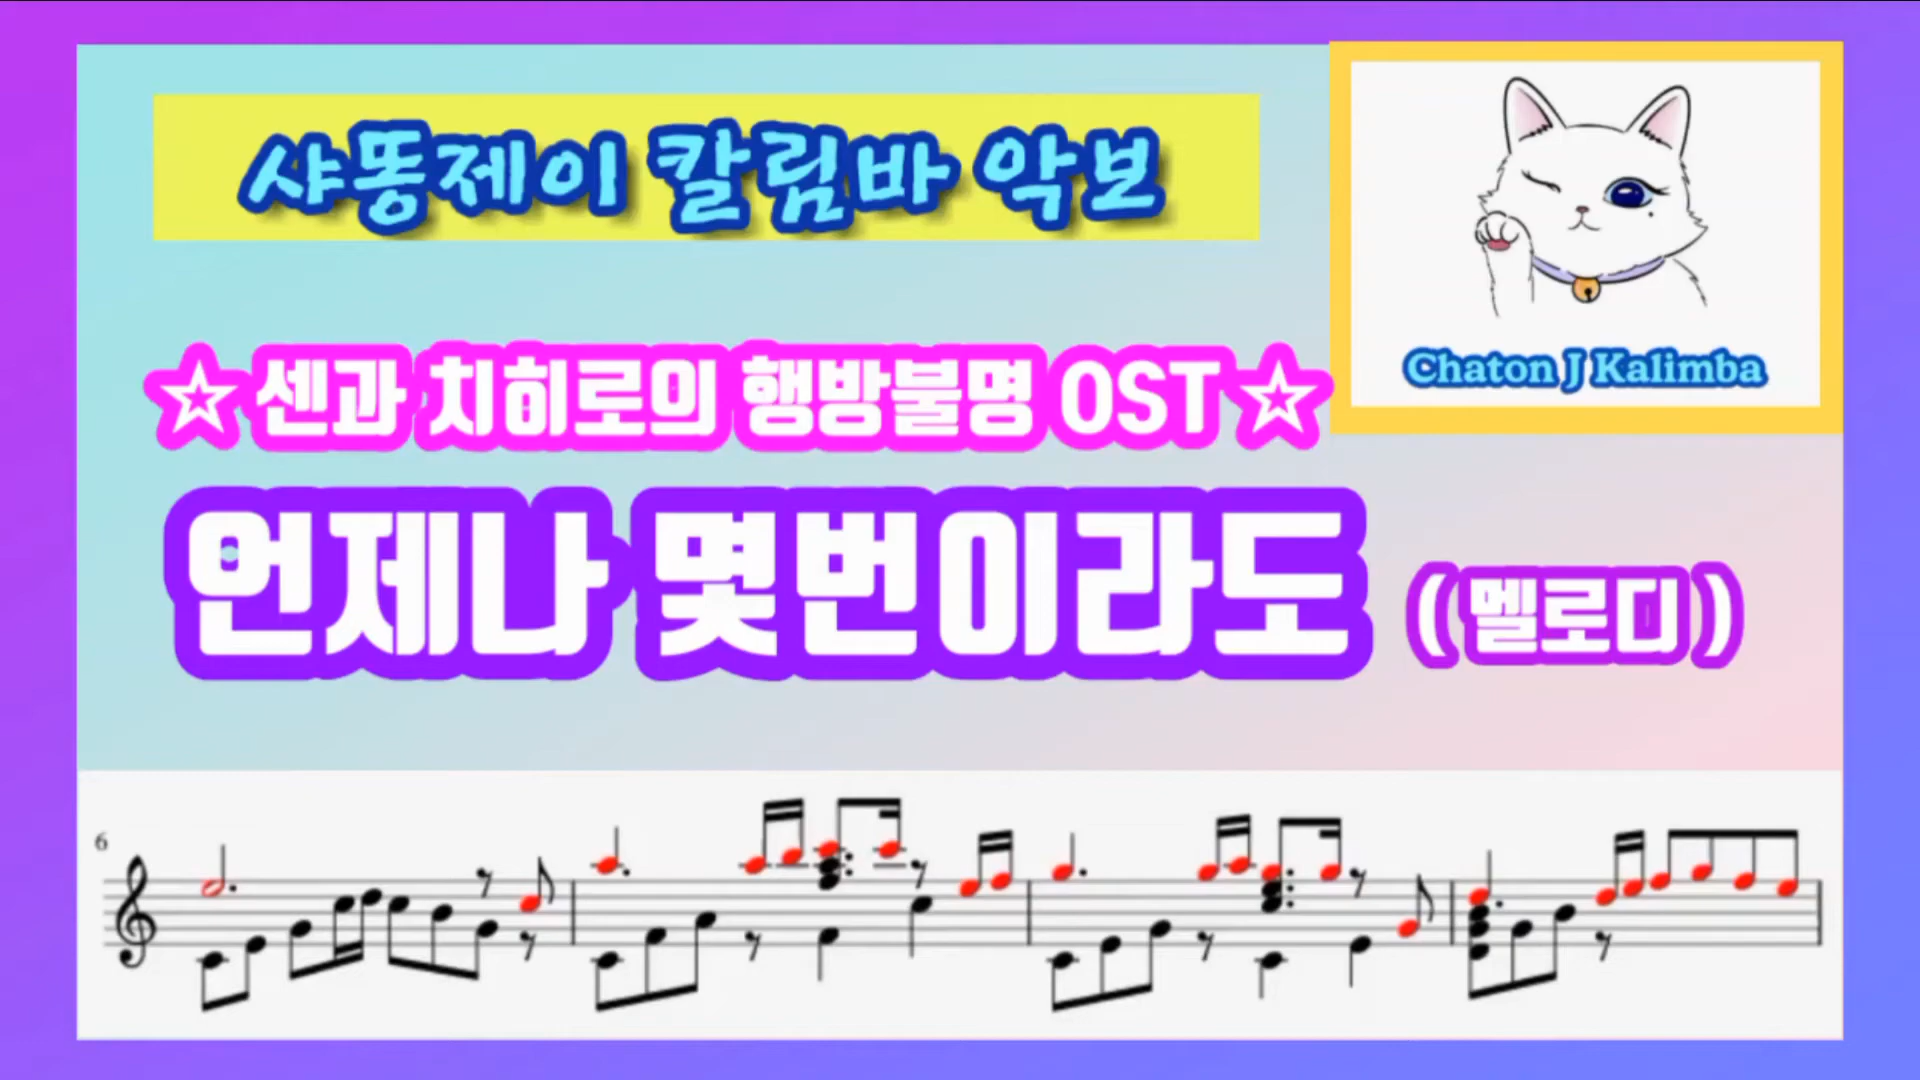 샤똥제이 칼림바 악보
Chaton J Kalimba
☆ 센과 치히로의 행방불명 OST ☆
언제나 몇번이라도 ( 멜로디 )
6